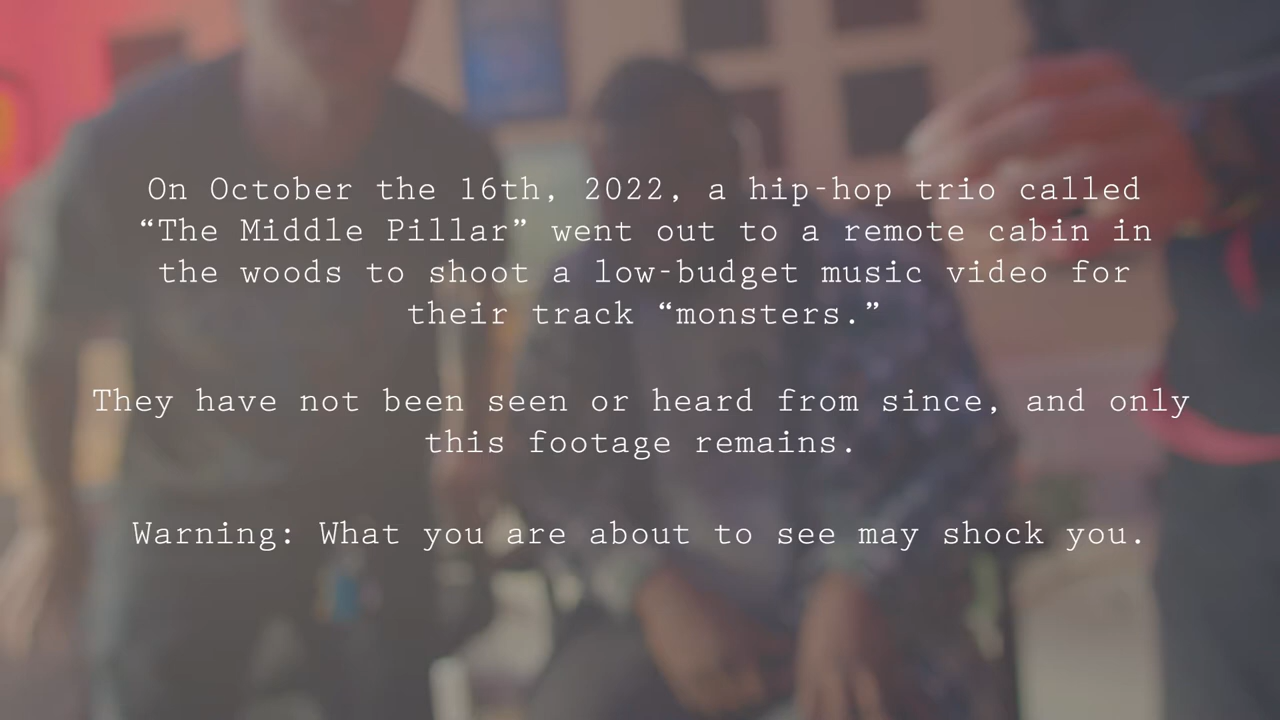 On October the 16th, 2022, a hip-hop trio called
“The Middle Pillar” went out to a remote cabin in
the woods to shoot a low-budget music video for
their track “monsters.”
They have not been seen or heard from since, and only
this footage remains.
Warning: What you are about to see may shock you.